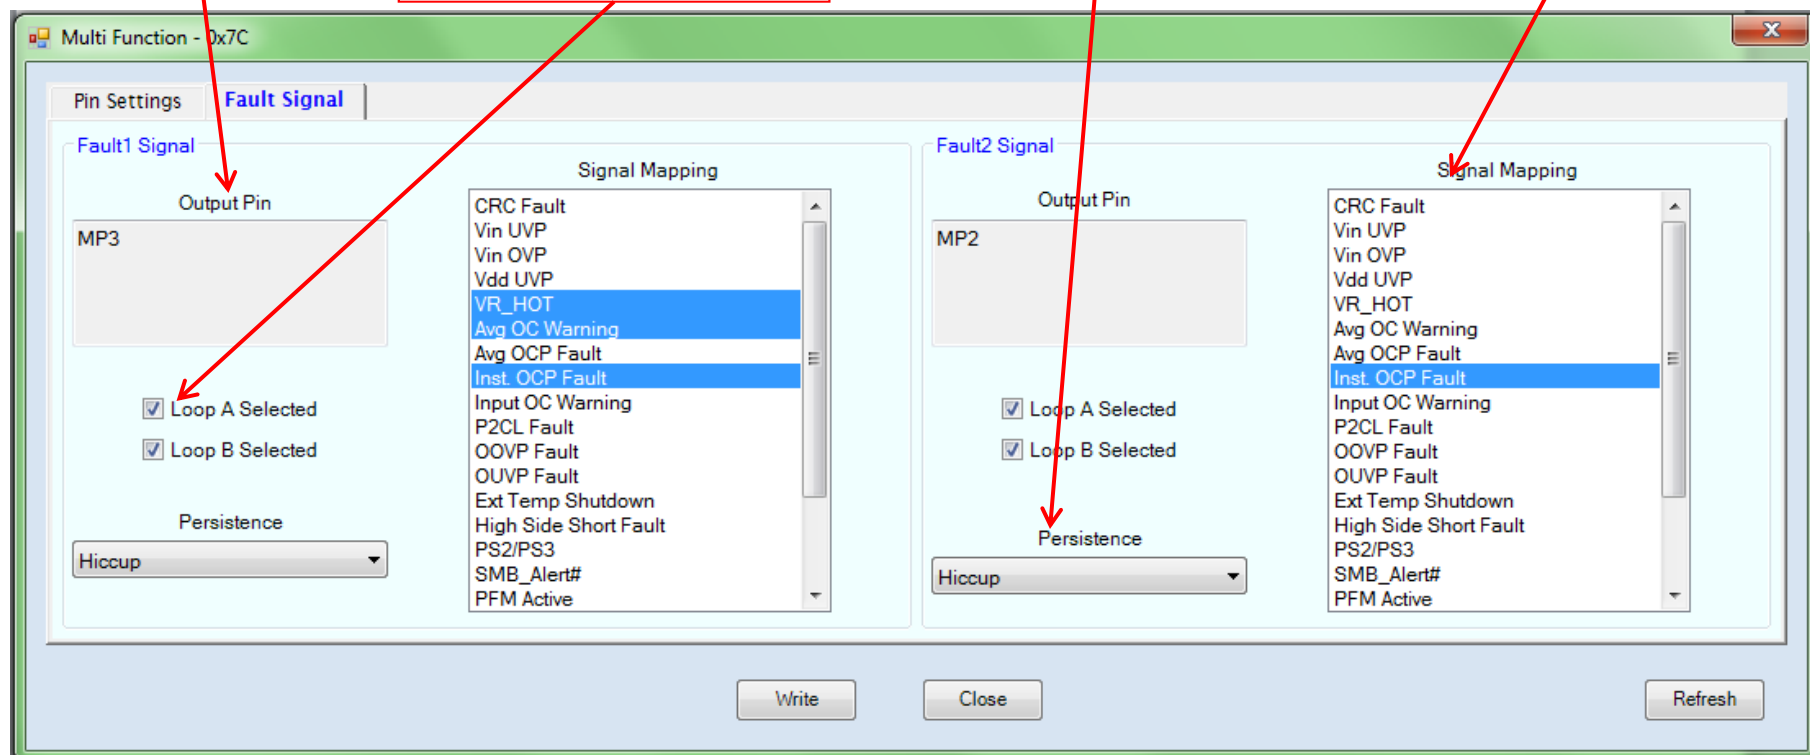 Multi Function - 0x7C
Pin Settings
Fault Signal
Fault1 Signal
Output Pin
MP3
Loop A Selected
Loop B Selected
Persistence
Hiccup
Signal Mapping
CRC Fault
Vin UVP
Vin OVP
Vdd UVP
VR_HOT
Avg OC Warning
Avg OCP Fault
Inst. OCP Fault
Input OC Warning
P2CL Fault
OOVP Fault
OUVP Fault
Ext Temp Shutdown
High Side Short Fault
PS2/PS3
SMB_Alert#
PFM Active
Fault2 Signal
Output Pin
MP2
Loop A Selected
Loop B Selected
Persistence
Hiccup
Signal Mapping
CRC Fault
Vin UVP
Vin OVP
Vdd UVP
VR_HOT
Avg OC Warning
Avg OCP Fault
Inst. OCP Fault
Input OC Warning
P2CL Fault
OOVP Fault
OUVP Fault
Ext Temp Shutdown
High Side Short Fault
PS2/PS3
SMB_Alert#
PFM Active
Write
Close
Refresh